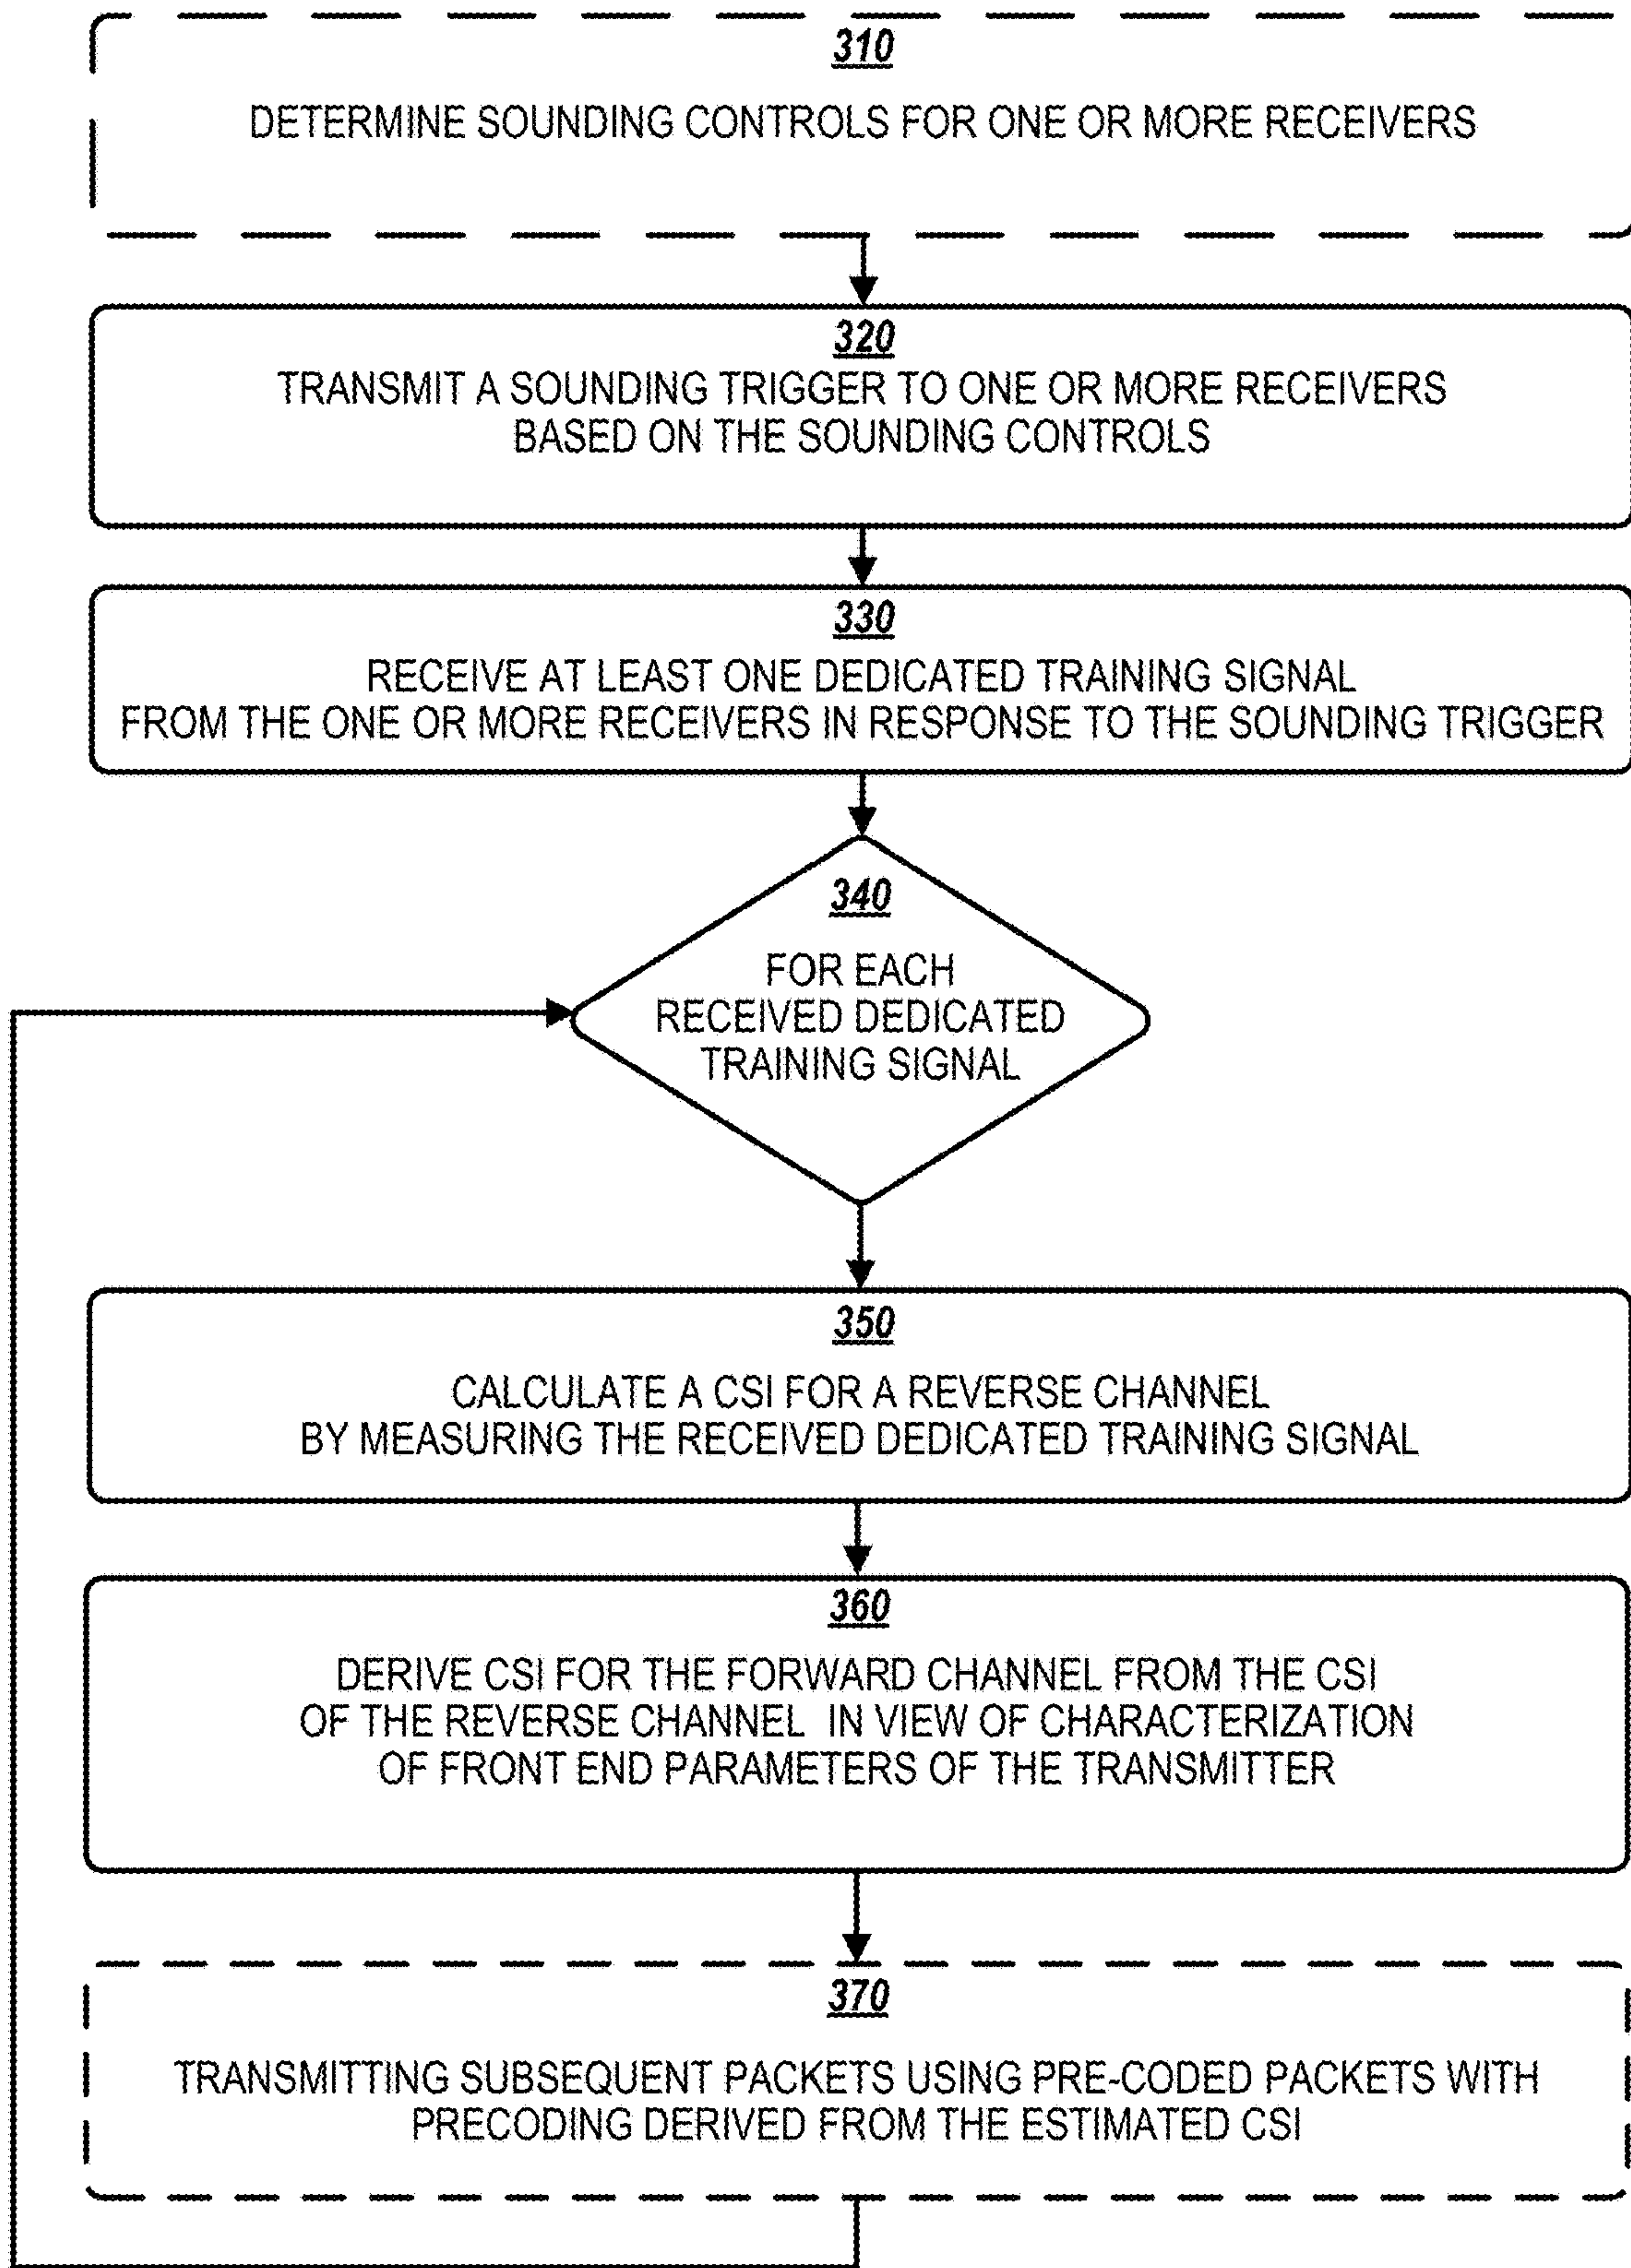 310
DETERMINE SOUNDING CONTROLS FOR ONE OR MORE RECEIVERS
320
TRANSMIT A SOUNDING TRIGGER TO ONE OR MORE RECEIVERS
BASED ON THE SOUNDING CONTROLS
330
RECEIVE AT LEAST ONE DEDICATED TRAINING SIGNAL
FROM THE ONE OR MORE RECEIVERS IN RESPONSE TO THE SOUNDING TRIGGER
340
FOR EACH
RECEIVED DEDICATED
TRAINING SIGNAL
350
CALCULATE A CSI FOR A REVERSE CHANNEL
BY MEASURING THE RECEIVED DEDICATED TRAINING SIGNAL
360
DERIVE CSI FOR THE FORWARD CHANNEL FROM THE CSI
OF THE REVERSE CHANNEL IN VIEW OF CHARACTERIZATION
OF FRONT END PARAMETERS OF THE TRANSMITTER
370
TRANSMITTING SUBSEQUENT PACKETS USING PRE-CODED PACKETS WITH
PRECODING DERIVED FROM THE ESTIMATED CSI